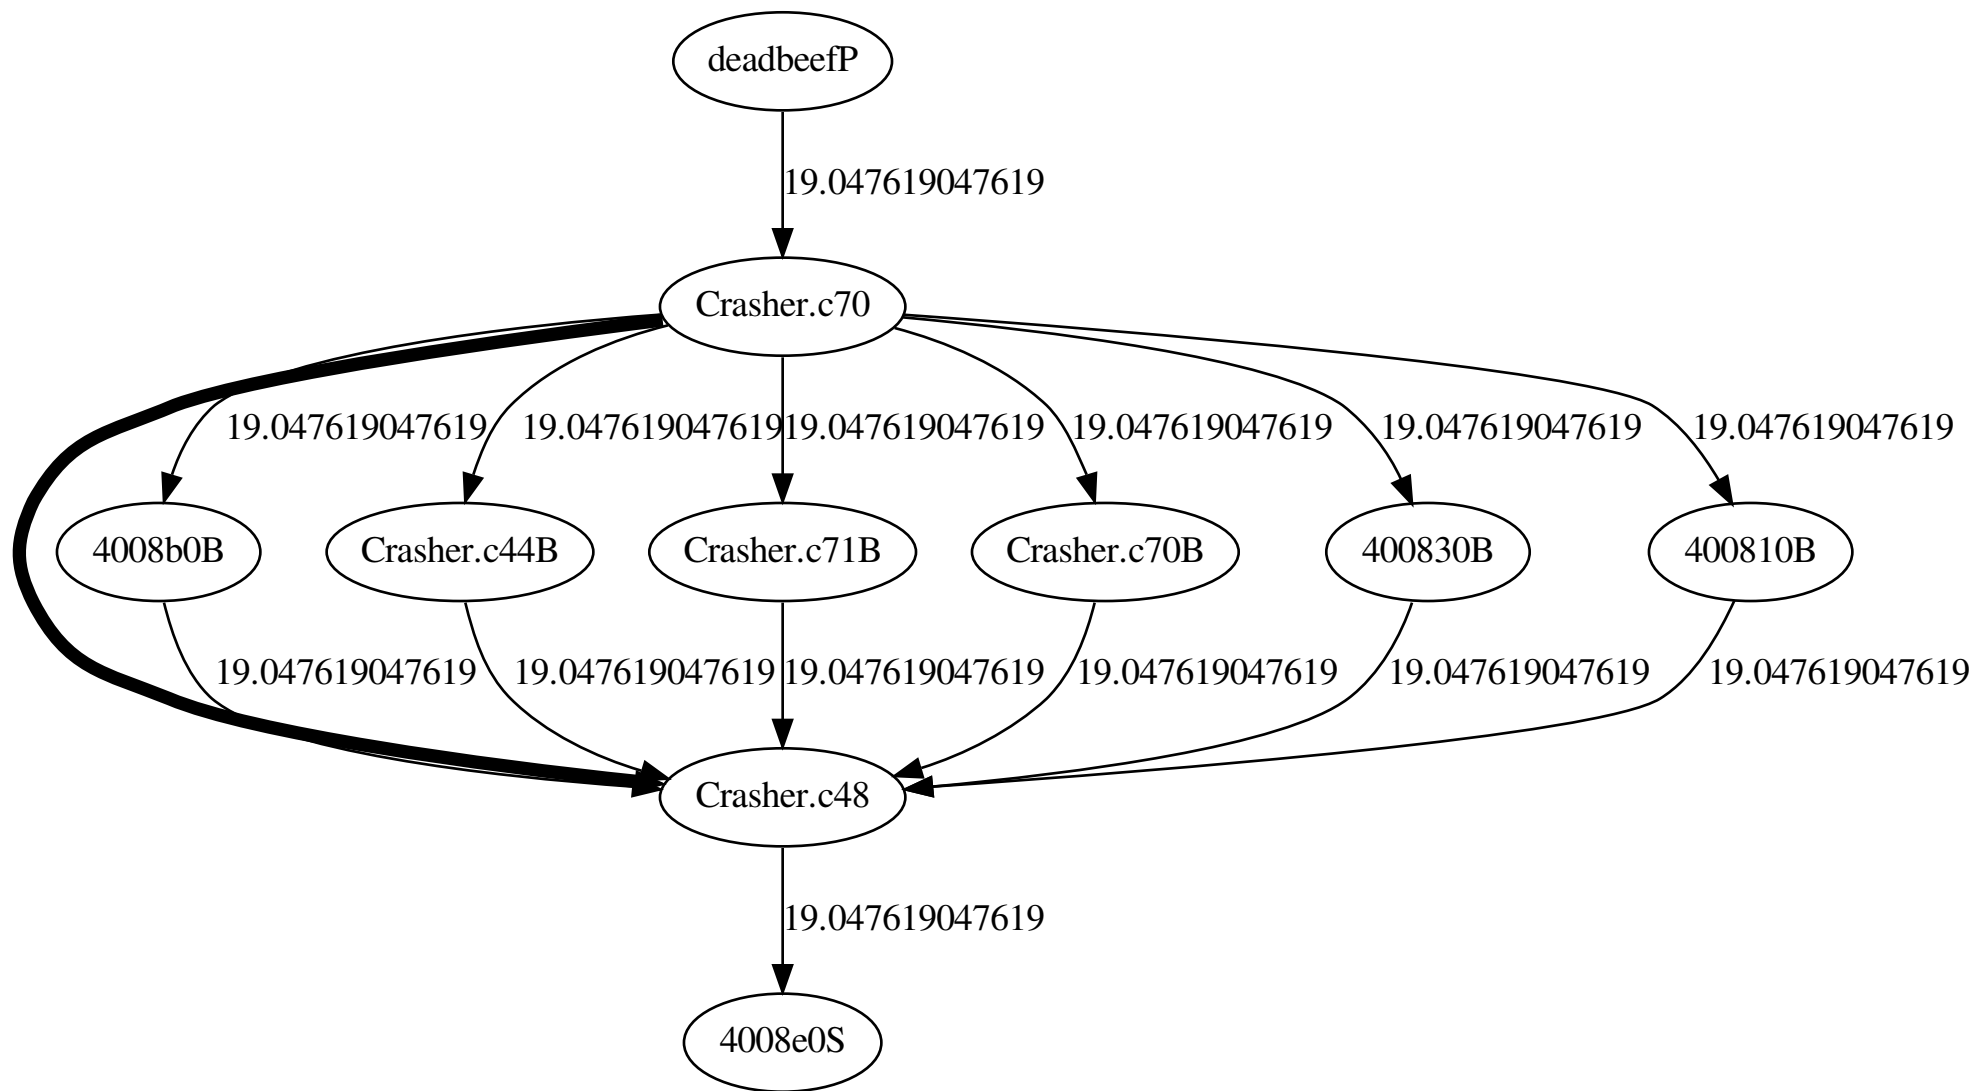 deadbeefP
19.047619047619
Crasher.c70
19.047619047619 19.047619047619 19.047619047619 19.047619047619 19.047619047619 19.047619047619
4008b0B Crasher.c44B Crasher.c71B Crasher.c70B 400830B 400810B
19.047619047619 19.047619047619 19.047619047619 19.047619047619 19.047619047619 19.047619047619
Crasher.c48
19.047619047619
4008e0S